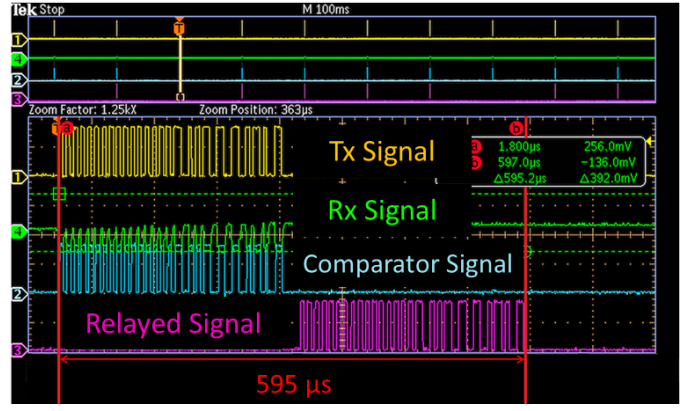 Tek Stop M 100ms
T
1
4
2
3
Zoom Factor: 1.25kX Zoom Position: 363µs
a b
Tx Signal
a 1.800µs 256.0mV
b 597.0µs -136.0mV
Δ595.2µs Δ392.0mV
1
Rx Signal
4
Comparator Signal
2
Relayed Signal
3
595 µs